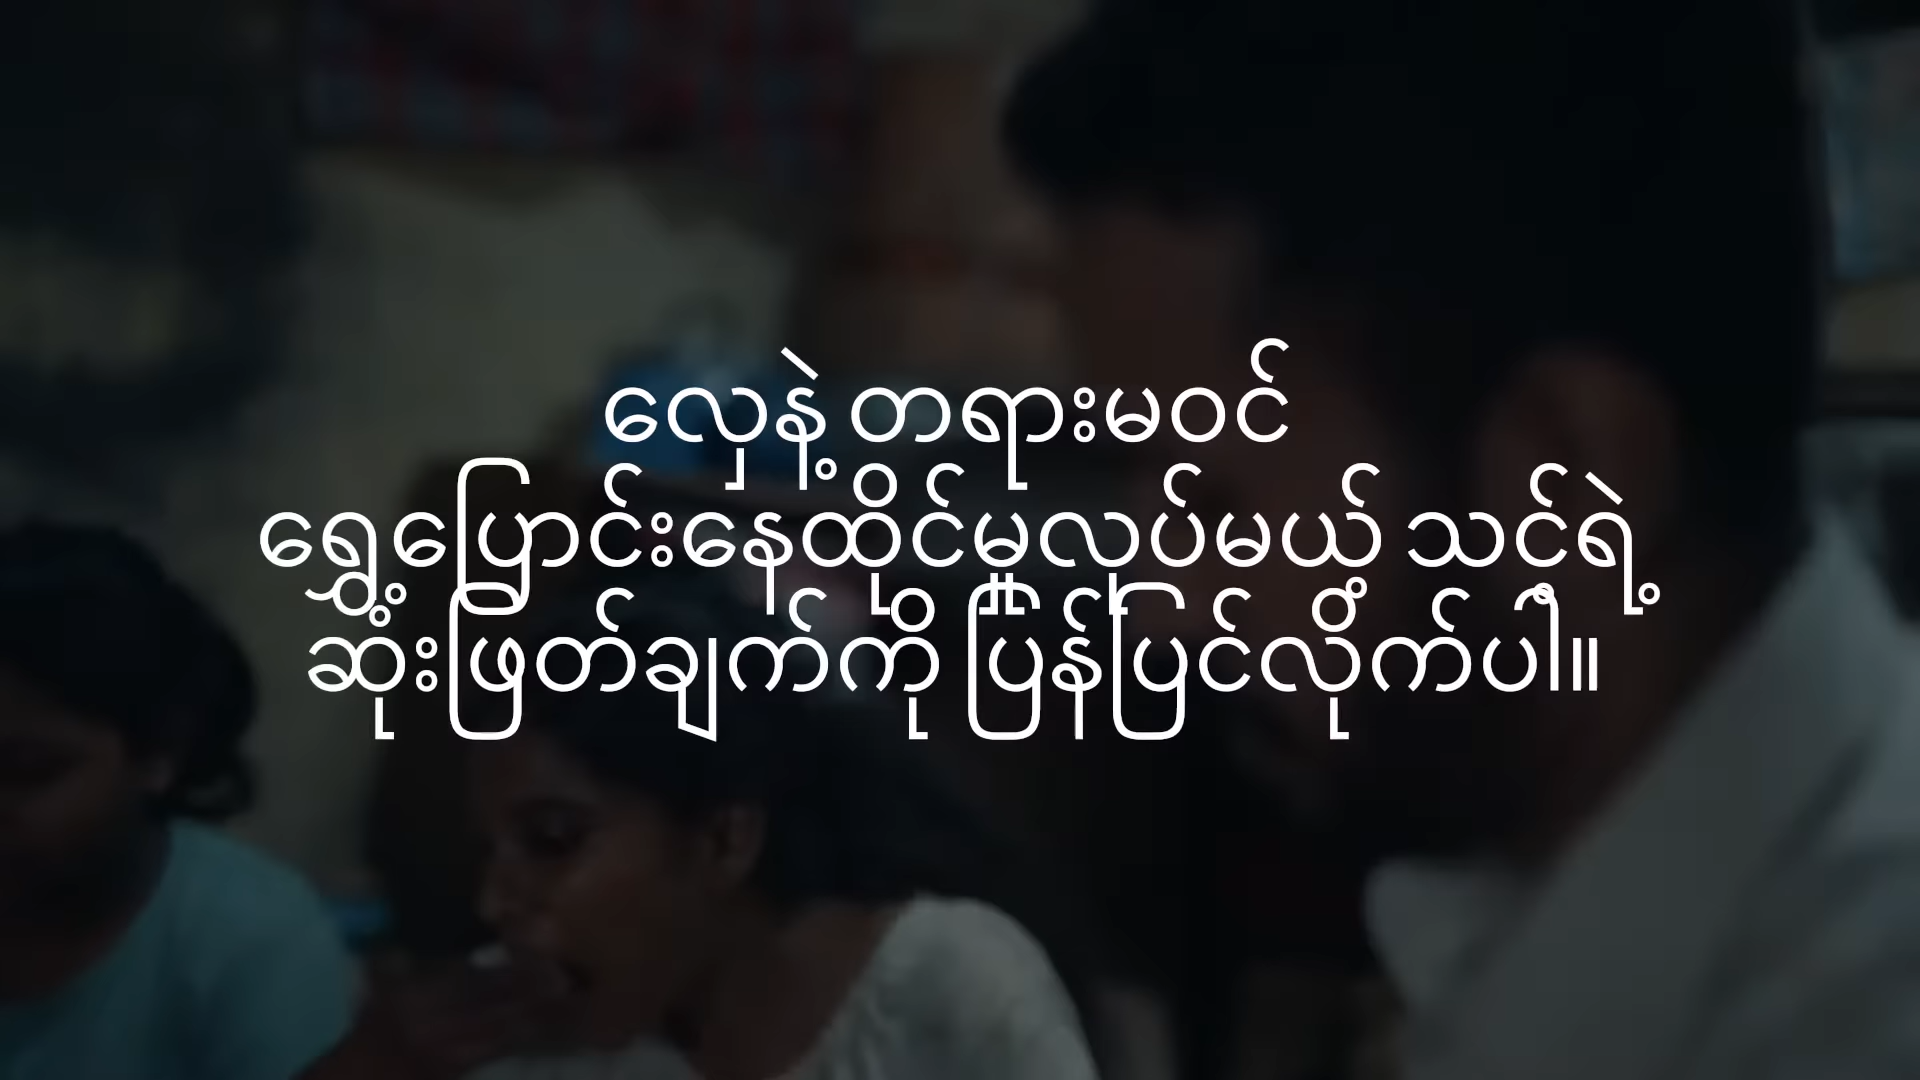 လှေနဲ့ တရားမဝင်
ရွှေ့ပြောင်းနေထိုင်မှုလုပ်မယ့် သင့်ရဲ့
ဆုံးဖြတ်ချက်ကို ပြန်ပြင်လိုက်ပါ။